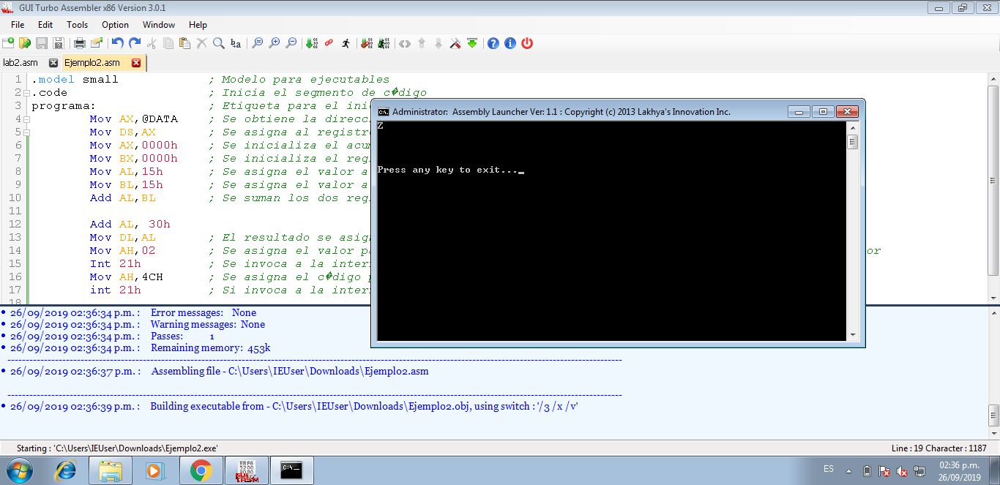 GUI Turbo Assembler x86 Version 3.0.1
File Edit Tools Option Window Help
lab2.asm Ejemplo2.asm
1 .model small ; Modelo para ejecutables
2 .code ; Inicia el segmento de c�digo
3 programa: ; Etiqueta para el ini
4 Mov AX,@DATA ; Se obtiene la direcci
5 Mov DS,AX ; Se asigna al registr
6 Mov AX,0000h ; Se inicializa el acu
7 Mov BX,0000h ; Se inicializa el reg
8 Mov AL,15h ; Se asigna el valor a
9 Mov BL,15h ; Se asigna el valor a
10 Add AL,BL ; Se suman los dos reg
11
12 Add AL, 30h
13 Mov DL,AL ; El resultado se asig
14 Mov AH,02 ; Se asigna el valor pa or
15 Int 21h ; Se invoca a la inter
16 Mov AH,4CH ; Se asigna el c�digo p
17 int 21h ; Si invoca a la inter
18
Administrator: Assembly Launcher Ver: 1.1 : Copyright (c) 2013 Lakhya's Innovation Inc.
Z
Press any key to exit..._
• 26/09/2019 02:36:34 p.m. : Error messages: None
• 26/09/2019 02:36:34 p.m. : Warning messages: None
• 26/09/2019 02:36:34 p.m. : Passes: 1
• 26/09/2019 02:36:34 p.m. : Remaining memory: 453k
• 26/09/2019 02:36:37 p.m. : Assembling file - C:\Users\IEUser\Downloads\Ejemplo2.asm
• 26/09/2019 02:36:39 p.m. : Building executable from - C:\Users\IEUser\Downloads\Ejemplo2.obj, using switch : '/3 /x /v'
Starting : 'C:\Users\IEUser\Downloads\Ejemplo2.exe' Line : 19 Character : 1187
ES 02:36 p.m.
26/09/2019